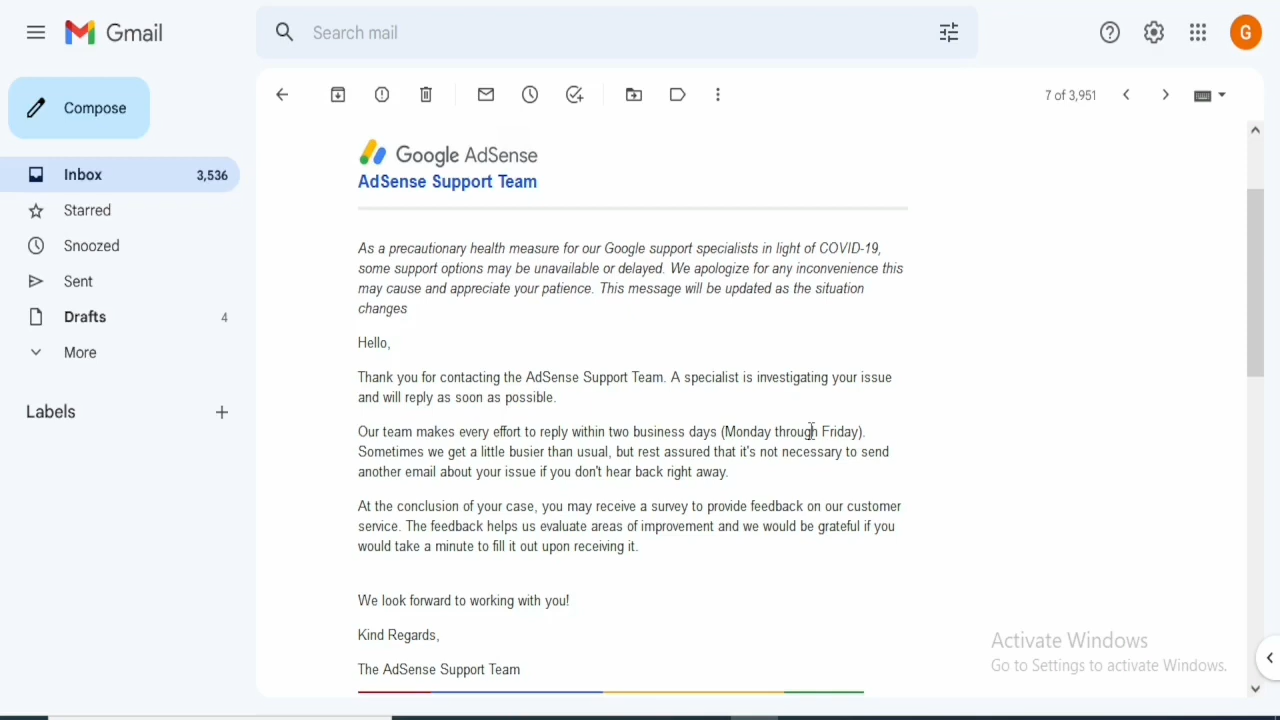 Gmail
Search mail
G
Compose
7 of 3,951
Inbox 3,536
Starred
Snoozed
Sent
Drafts 4
More
Labels
Google AdSense
AdSense Support Team
As a precautionary health measure for our Google support specialists in light of COVID-19,
some support options may be unavailable or delayed. We apologize for any inconvenience this
may cause and appreciate your patience. This message will be updated as the situation
changes
Hello,
Thank you for contacting the AdSense Support Team. A specialist is investigating your issue
and will reply as soon as possible.
Our team makes every effort to reply within two business days (Monday through Friday).
Sometimes we get a little busier than usual, but rest assured that it's not necessary to send
another email about your issue if you don't hear back right away.
At the conclusion of your case, you may receive a survey to provide feedback on our customer
service. The feedback helps us evaluate areas of improvement and we would be grateful if you
would take a minute to fill it out upon receiving it.
We look forward to working with you!
Kind Regards,
The AdSense Support Team
Activate Windows
Go to Settings to activate Windows.